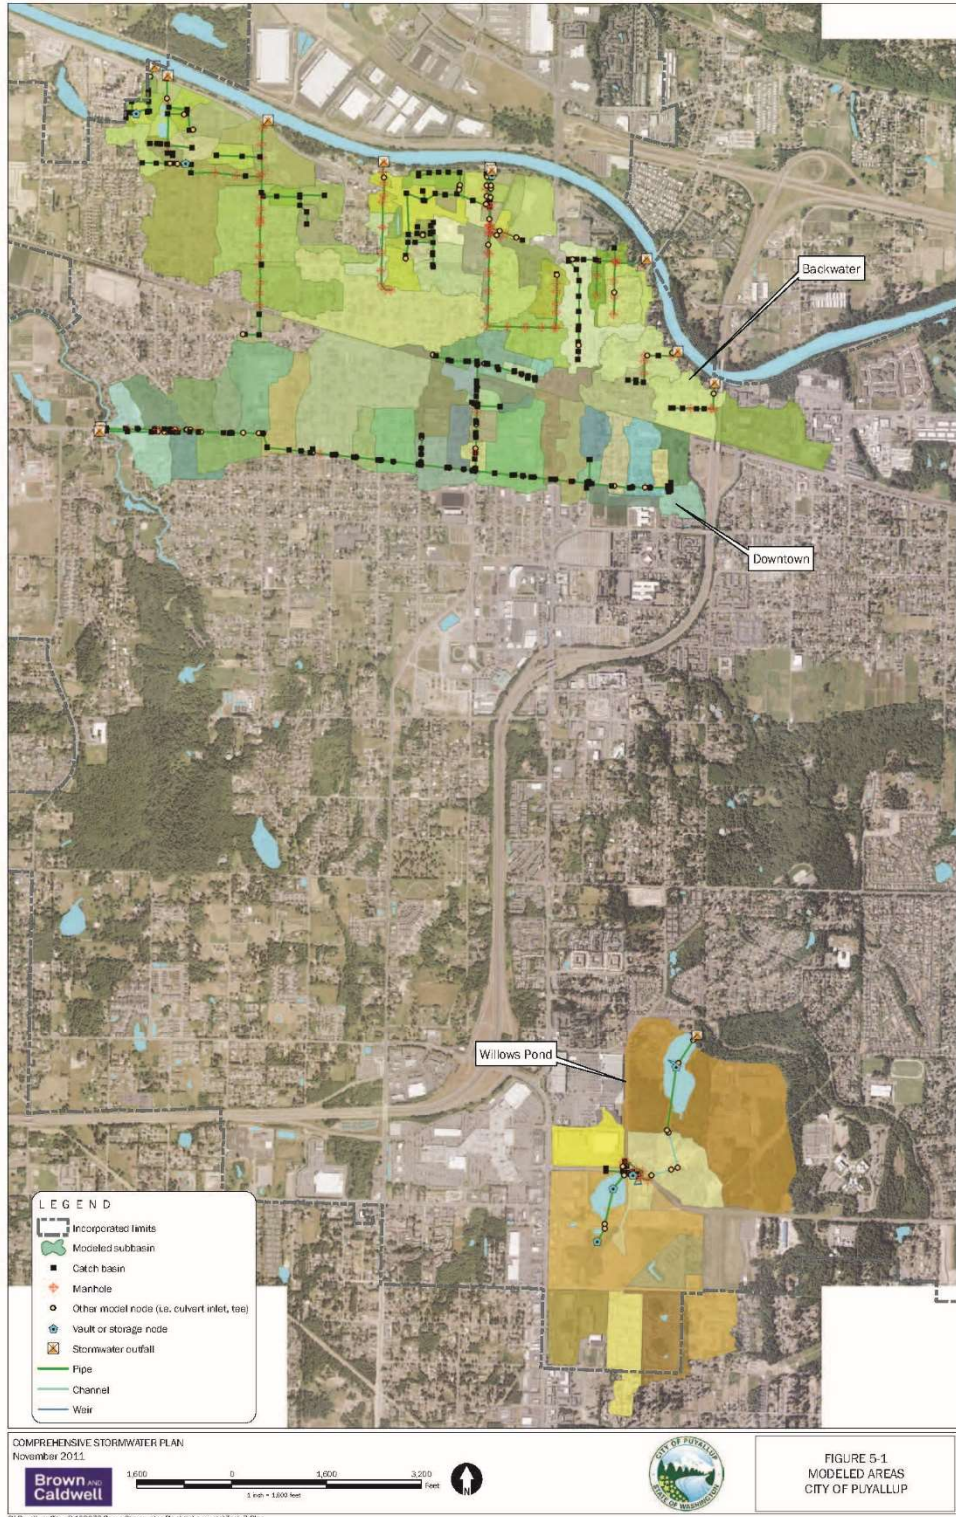 Backwater
Downtown
Willows Pond
LEGEND
Incorporated limits
Modeled subbasin
Catch basin
Manhole
Other model node (i.e. culvert inlet, tee)
Vault or storage node
Stormwater outfall
Pipe
Channel
Weir
COMPREHENSIVE STORMWATER PLAN
November 2011
Brown AND
Caldwell
1,600 0 1,600 3,200
Feet
1 inch = 1,600 feet
N
CITY OF PUYALLUP
STATE OF WASHINGTON
FIGURE 5-1
MODELED AREAS
CITY OF PUYALLUP